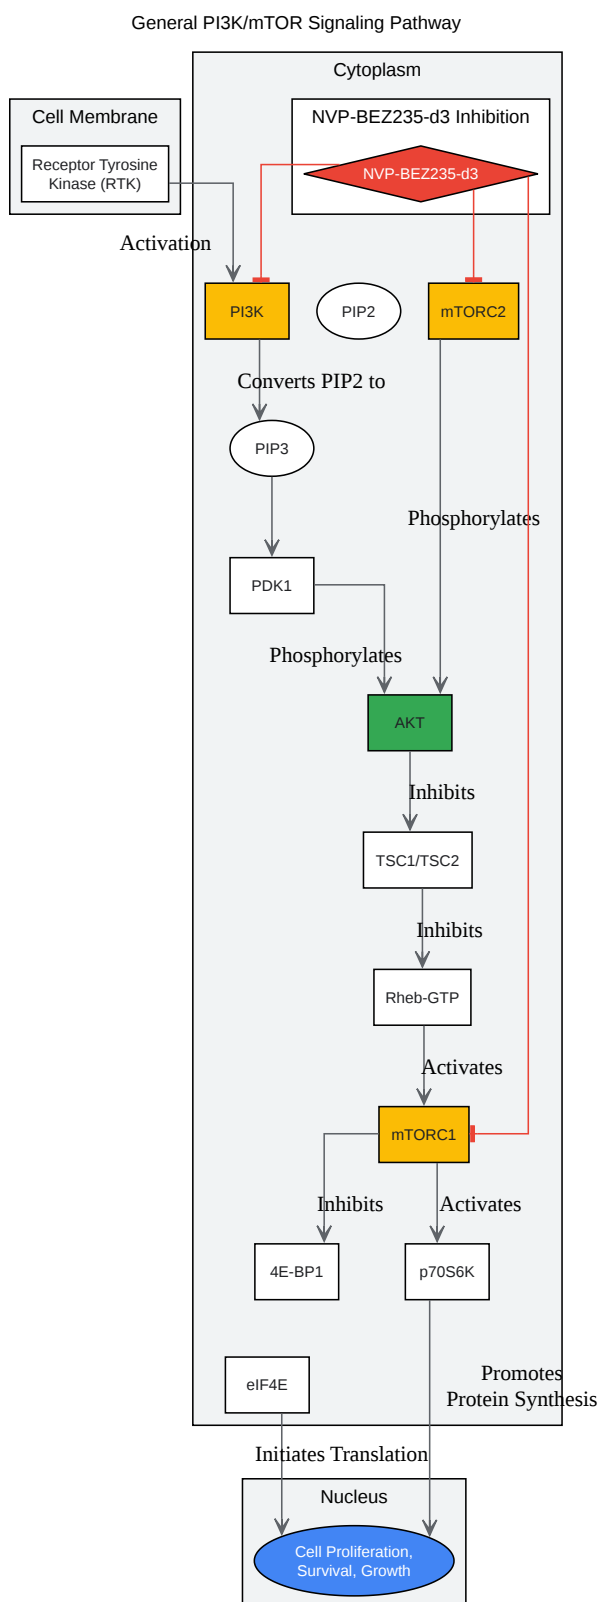 General PI3K/mTOR Signaling Pathway
Cytoplasm
Cell Membrane
NVP-BEZ235-d3 Inhibition
Receptor Tyrosine
Kinase (RTK)
NVP-BEZ235-d3
Activation
PI3K
PIP2
mTORC2
Converts PIP2 to
PIP3
Phosphorylates
PDK1
Phosphorylates
AKT
Inhibits
TSC1/TSC2
Inhibits
Rheb-GTP
Activates
mTORC1
Inhibits
Activates
4E-BP1
p70S6K
eIF4E
Promotes
Protein Synthesis
Initiates Translation
Nucleus
Cell Proliferation,
Survival, Growth